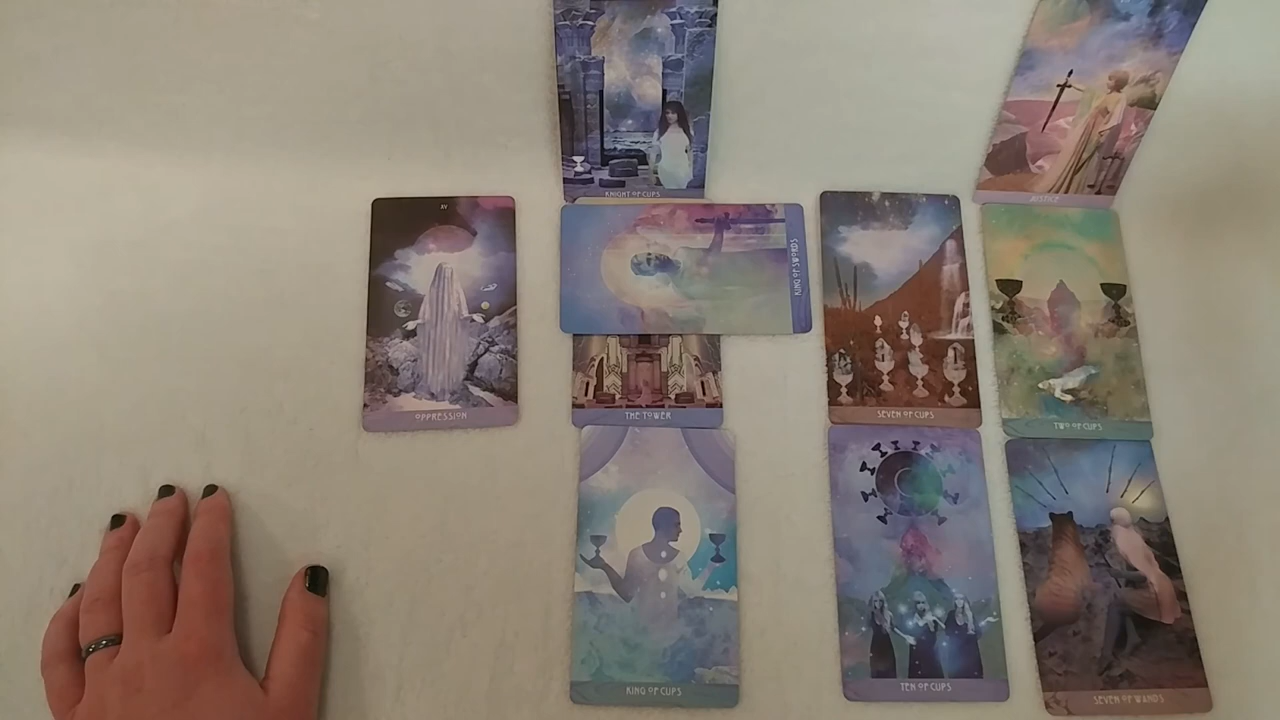 KNIGHT OF CUPS
JUSTICE
XV
OPPRESSION
KING OF SWORDS
THE TOWER
SEVEN OF CUPS
TWO OF CUPS
KING OF CUPS
TEN OF CUPS
SEVEN OF WANDS